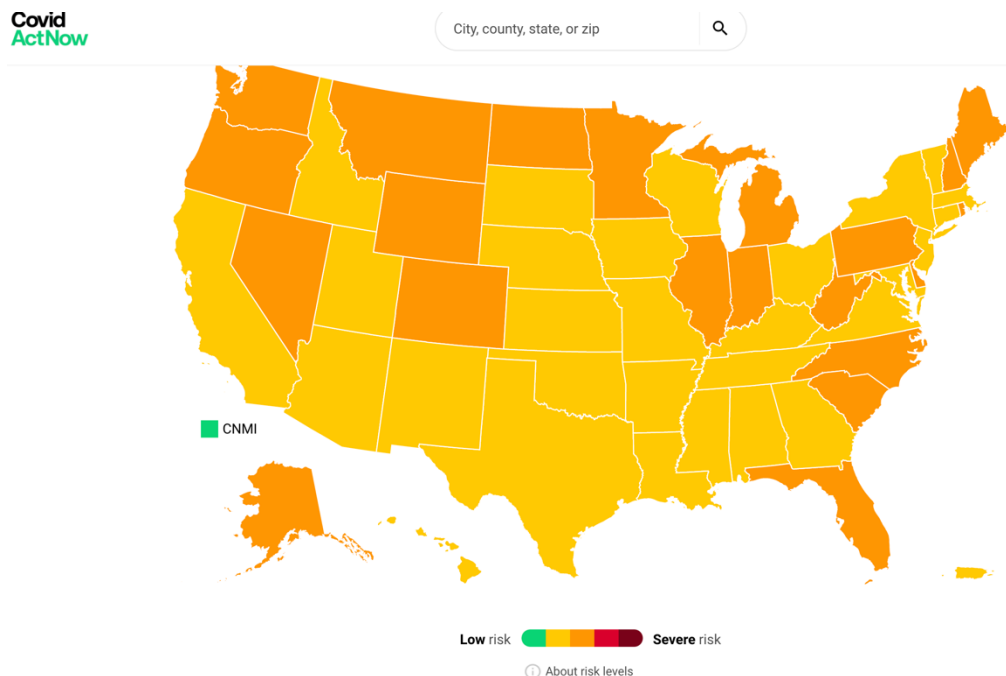 Covid
ActNow
City, county, state, or zip
CNMI
Low risk Severe risk
About risk levels